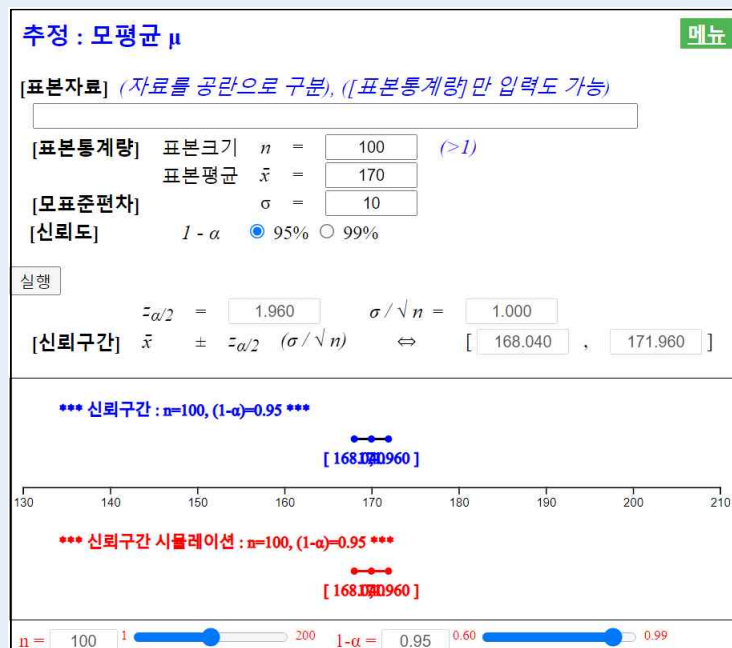 추정 : 모평균 μ
메뉴
[표본자료] (자료를 공란으로 구분), ([표본통계량]만 입력도 가능)
[표본통계량] 표본크기 n = 100 (>1)
표본평균 x̄ = 170
[모표준편차] σ = 10
[신뢰도] 1 - α 95% 99%
실행
z_{α/2} = 1.960 σ / √ n = 1.000
[신뢰구간] x̄ ± z_{α/2} (σ / √ n) ⇔ [ 168.040 , 171.960 ]
*** 신뢰구간 : n=100, (1-α)=0.95 ***
130 140 150 160 170 180 190 200 210
*** 신뢰구간 시뮬레이션 : n=100, (1-α)=0.95 ***
n = 100 1 200 1-α = 0.95 0.60 0.99